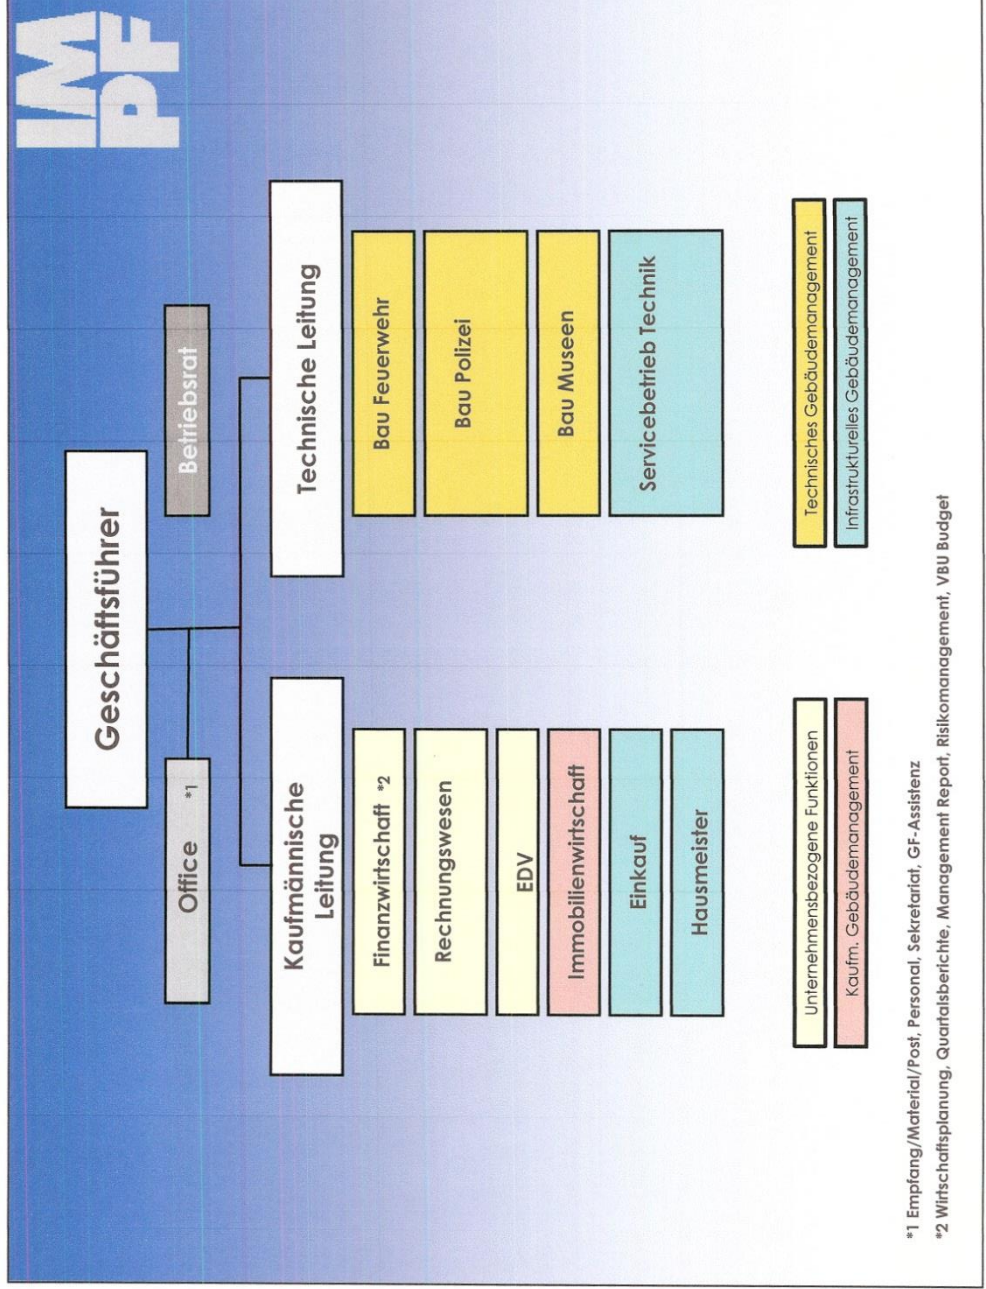 IM
PF
Geschäftsführer
Office *1
Betriebsrat
Kaufmännische
Leitung
Finanzwirtschaft *2
Rechnungswesen
EDV
Immobilienwirtschaft
Einkauf
Hausmeister
Technische Leitung
Bau Feuerwehr
Bau Polizei
Bau Museen
Servicebetrieb Technik
Unternehmensbezogene Funktionen
Kaufm. Gebäudemanagement
Technisches Gebäudemanagement
Infrastrukturelles Gebäudemanagement
*1 Empfang/Material/Post, Personal, Sekretariat, GF-Assistenz
*2 Wirtschaftsplanung, Quartalsberichte, Management Report, Risikomanagement, VBU Budget